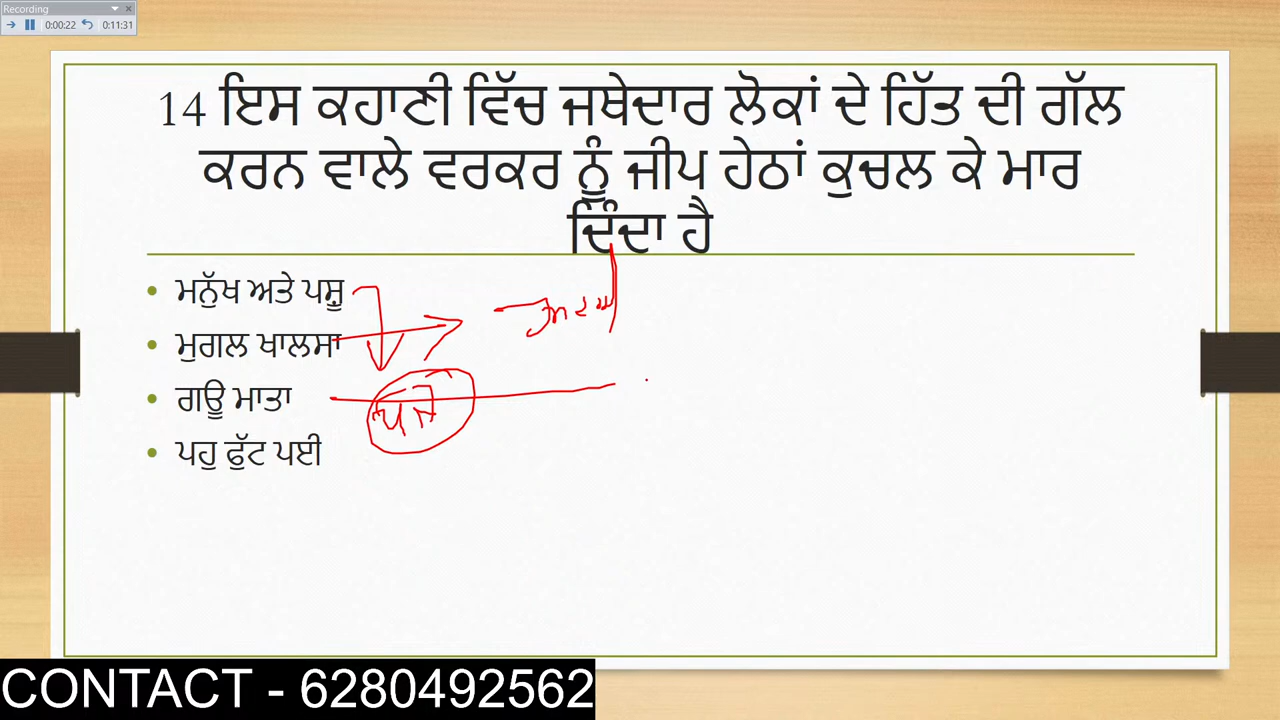 Recording
0:00:22 0:11:31
14 ਇਸ ਕਹਾਣੀ ਵਿੱਚ ਜਥੇਦਾਰ ਲੋਕਾਂ ਦੇ ਹਿੱਤ ਦੀ ਗੱਲ
ਕਰਨ ਵਾਲੇ ਵਰਕਰ ਨੂੰ ਜੀਪ ਹੇਠਾਂ ਕੁਚਲ ਕੇ ਮਾਰ
ਦਿੰਦਾ ਹੈ
• ਮਨੁੱਖ ਅਤੇ ਪਸ਼ੂ
• ਮੁਗਲ ਖਾਲਸਾ
• ਗਊ ਮਾਤਾ
• ਪਹੁ ਫੁੱਟ ਪਈ
CONTACT - 6280492562